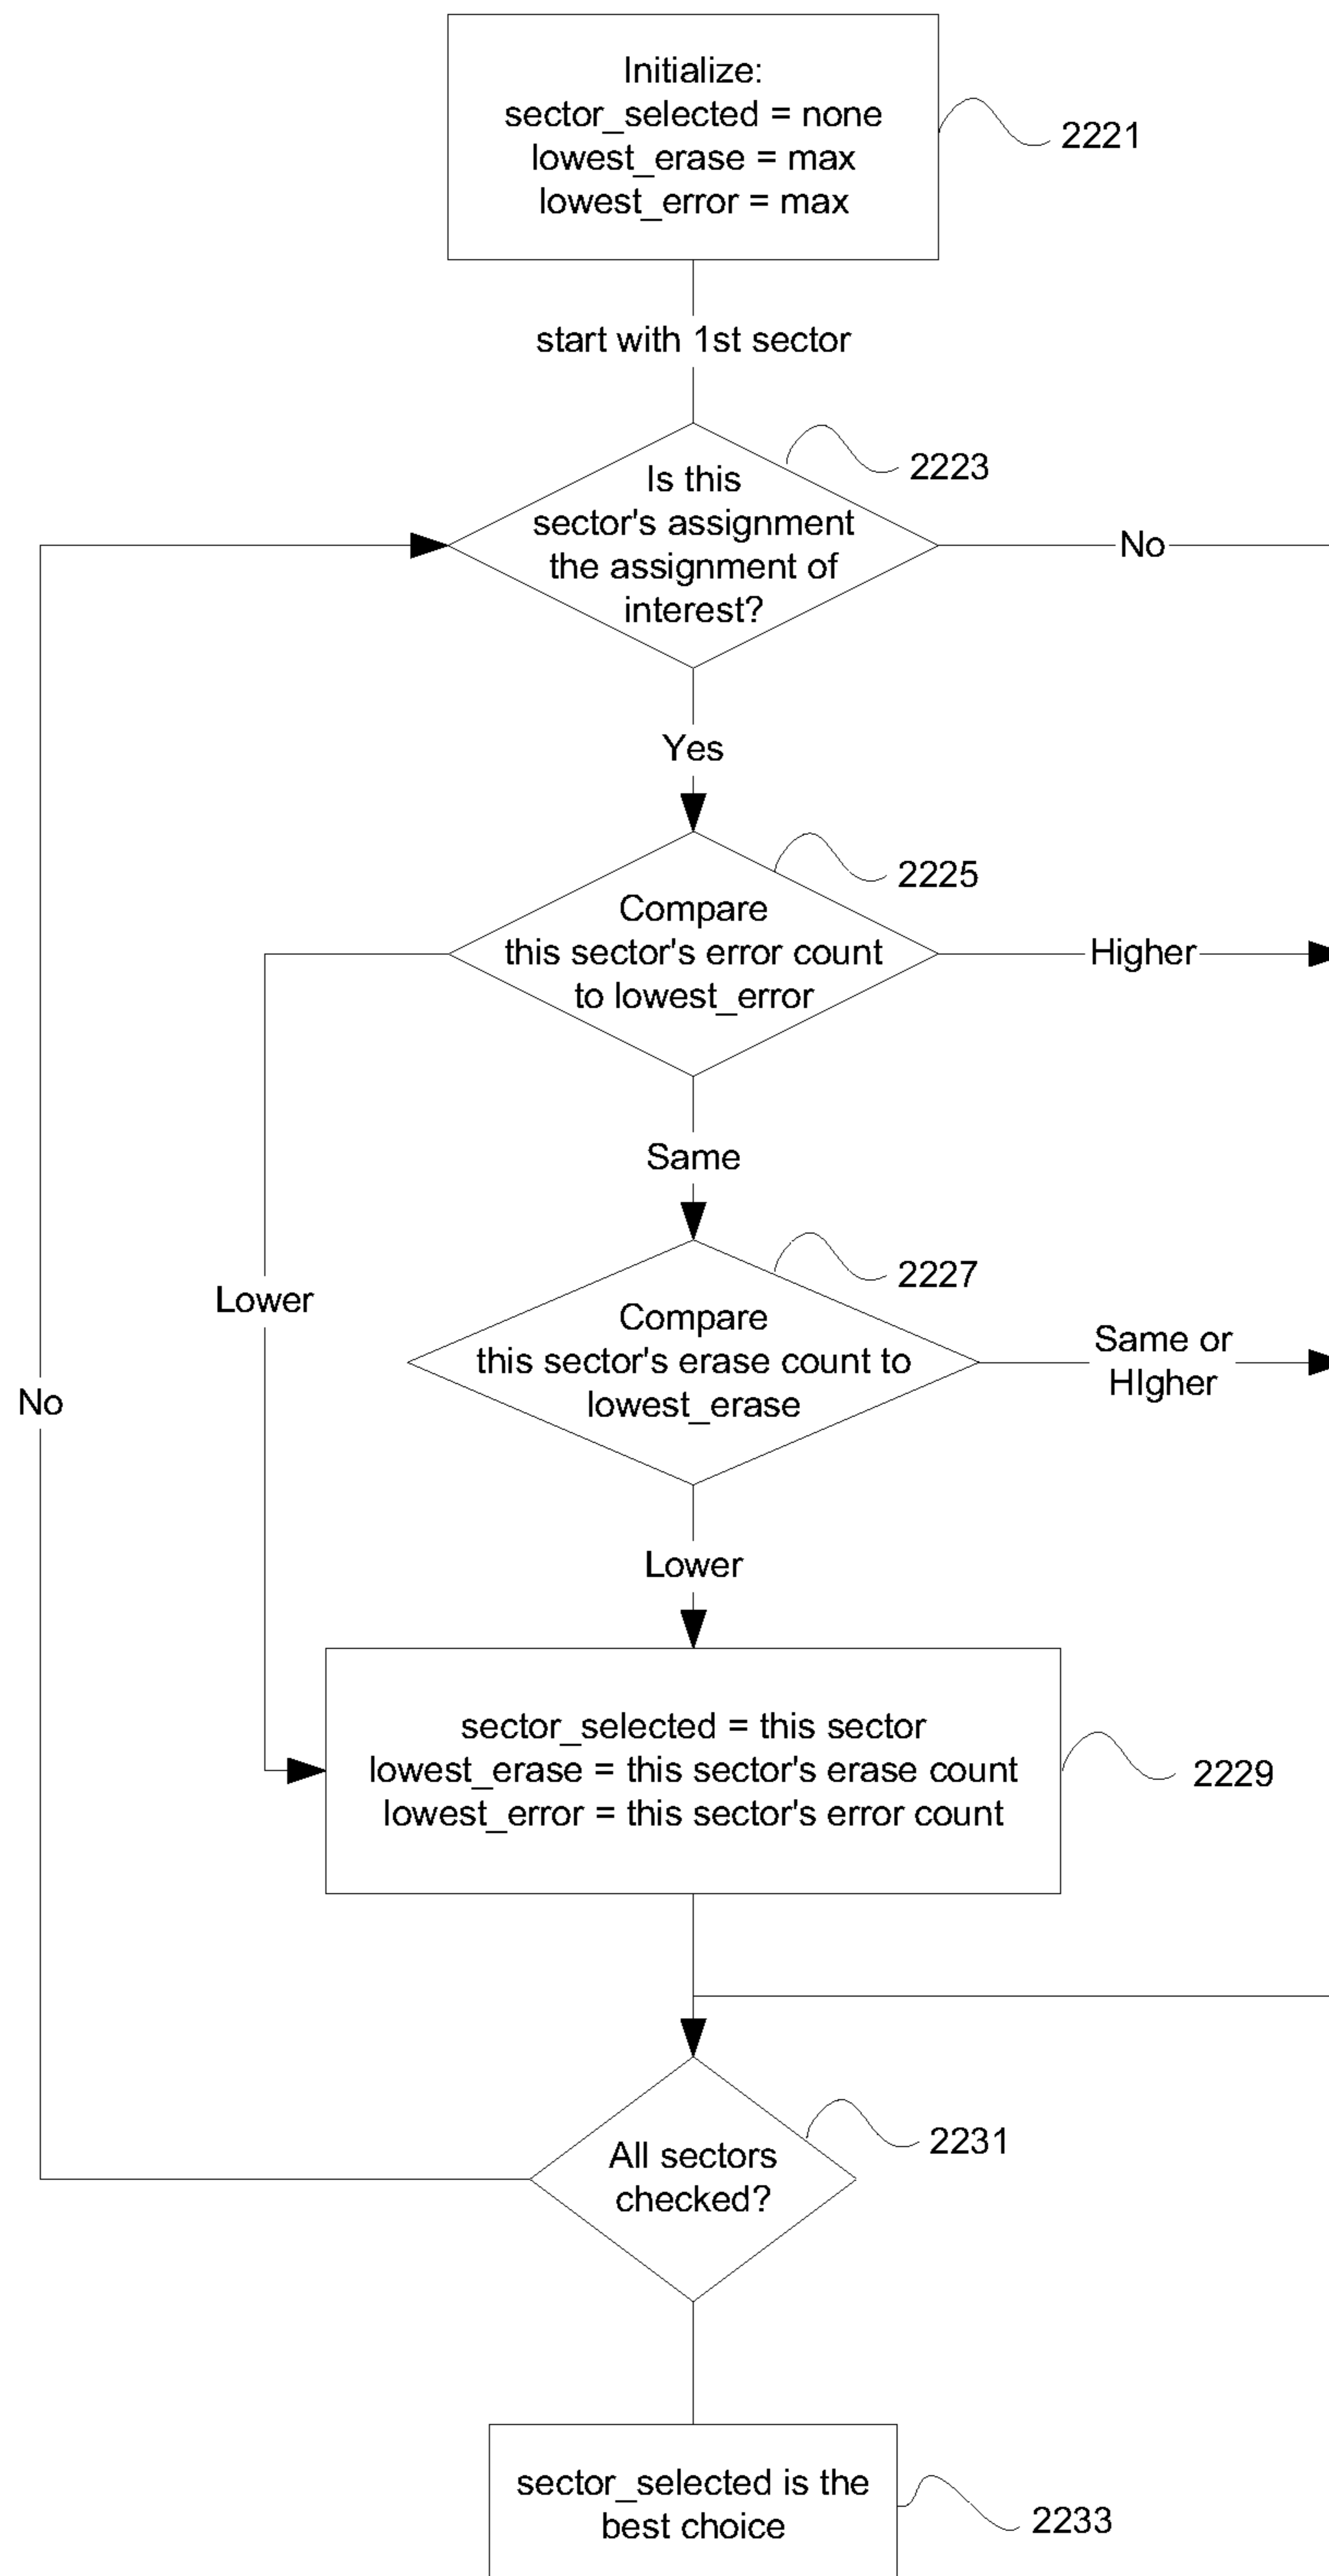 Initialize:
sector_selected = none
lowest_erase = max
lowest_error = max
2221
start with 1st sector
2223
Is this
sector's assignment
the assignment of
interest?
No
Yes
2225
Compare
this sector's error count
to lowest_error
Higher
Same
2227
Lower
Compare
this sector's erase count to
lowest_erase
Same or
HIgher
No
Lower
sector_selected = this sector
lowest_erase = this sector's erase count
lowest_error = this sector's error count
2229
2231
All sectors
checked?
sector_selected is the
best choice
2233